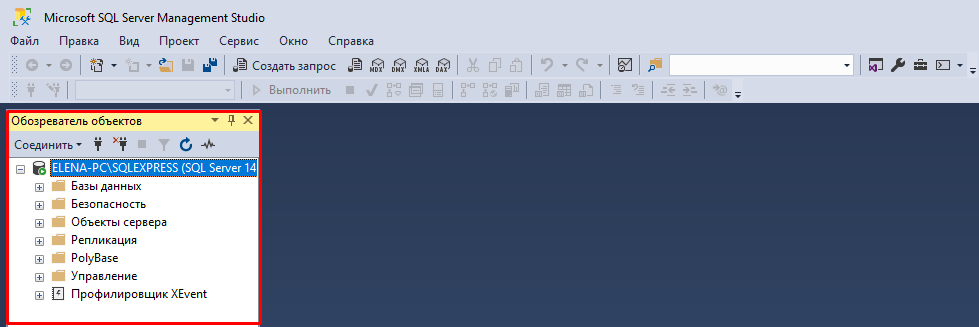 Microsoft SQL Server Management Studio
Файл Правка Вид Проект Сервис Окно Справка
Создать запрос MDX DMX XMLA DAX
Выполнить
Обозреватель объектов
Соединить
ELENA-PC\SQLEXPRESS (SQL Server 14
Базы данных
Безопасность
Объекты сервера
Репликация
PolyBase
Управление
Профилировщик XEvent